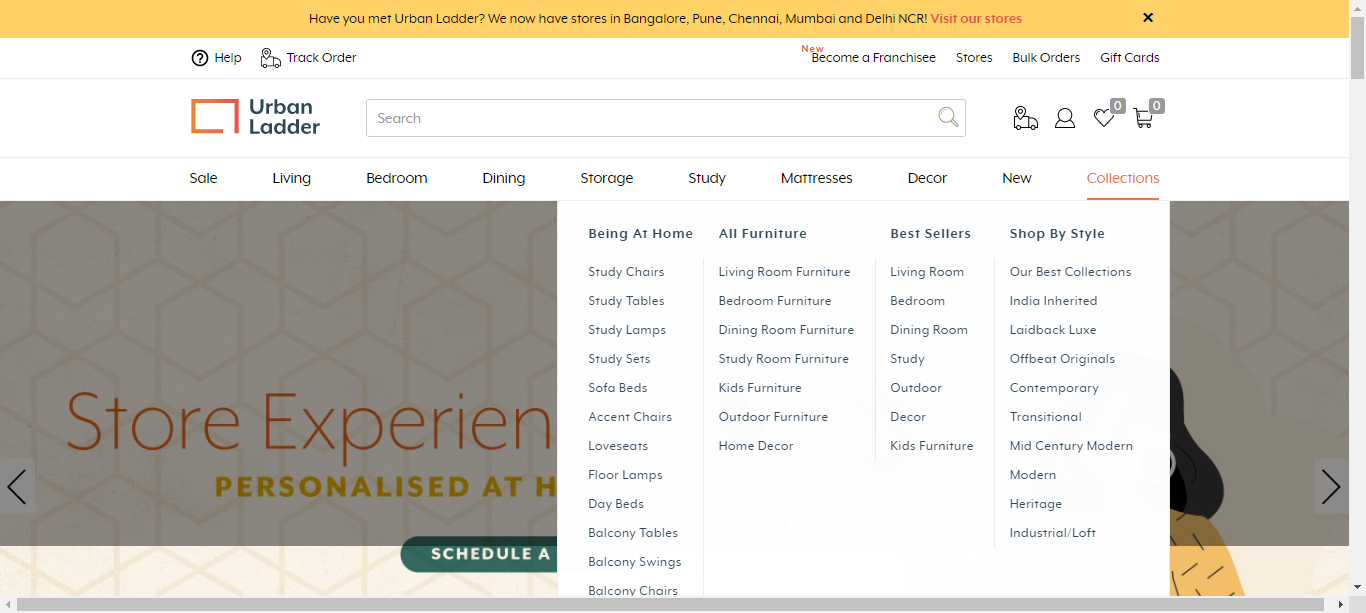 Have you met Urban Ladder? We now have stores in Bangalore, Pune, Chennai, Mumbai and Delhi NCR! Visit our stores
Help
Track Order
New
Become a Franchisee
Stores
Bulk Orders
Gift Cards
Urban
Ladder
Search
0
0
Sale
Living
Bedroom
Dining
Storage
Study
Mattresses
Decor
New
Collections
Being At Home
Study Chairs
Study Tables
Study Lamps
Study Sets
Sofa Beds
Accent Chairs
Loveseats
Floor Lamps
Day Beds
Balcony Tables
Balcony Swings
Balcony Chairs
All Furniture
Living Room Furniture
Bedroom Furniture
Dining Room Furniture
Study Room Furniture
Kids Furniture
Outdoor Furniture
Home Decor
Best Sellers
Living Room
Bedroom
Dining Room
Study
Outdoor
Decor
Kids Furniture
Shop By Style
Our Best Collections
India Inherited
Laidback Luxe
Offbeat Originals
Contemporary
Transitional
Mid Century Modern
Modern
Heritage
Industrial/Loft
Store Experien
PERSONALISED AT H
SCHEDULE A